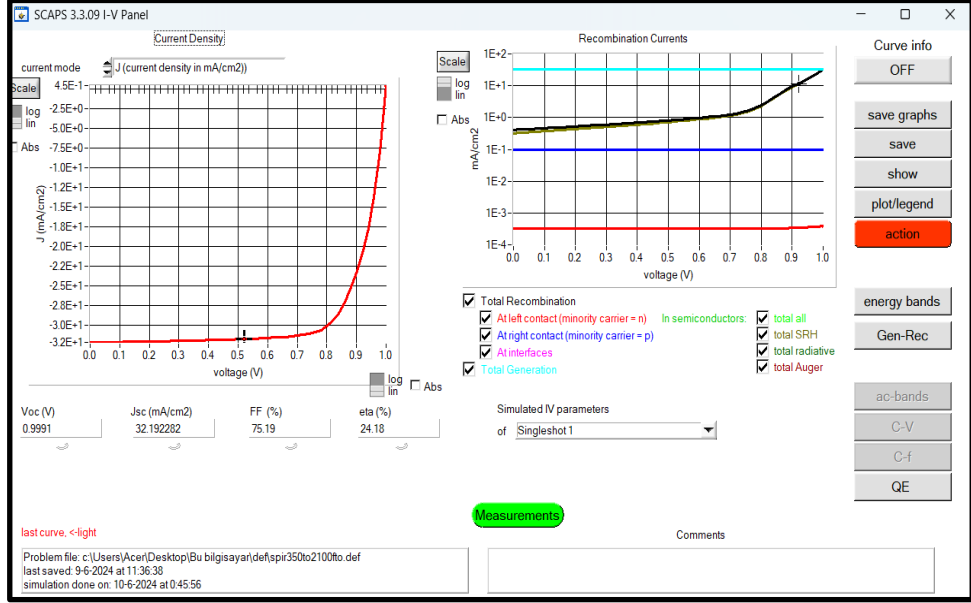 SCAPS 3.3.09 I-V Panel
Current Density
current mode
J (current density in mA/cm2))
Scale
log
lin
Abs
4.5E-1
-2.5E+0
-5.0E+0
-7.5E+0
-1.0E+1
-1.2E+1
-1.5E+1
-1.8E+1
-2.0E+1
-2.2E+1
-2.5E+1
-2.8E+1
-3.0E+1
-3.2E+1
J (mA/cm2)
0.0 0.1 0.2 0.3 0.4 0.5 0.6 0.7 0.8 0.9 1.0
voltage (V)
log
lin
Abs
Recombination Currents
Scale
log
lin
Abs
1E+2
1E+1
1E+0
1E-1
1E-2
1E-3
1E-4
mA/cm2
0.0 0.1 0.2 0.3 0.4 0.5 0.6 0.7 0.8 0.9 1.0
voltage (V)
Total Recombination
At left contact (minority carrier = n)
At right contact (minority carrier = p)
At interfaces
Total Generation
In semiconductors:
total all
total SRH
total radiative
total Auger
Voc (V) Jsc (mA/cm2) FF (%) eta (%)
0.9991 32.192282 75.19 24.18
Simulated IV parameters
of Singleshot 1
Curve info
OFF
save graphs
save
show
plot/legend
action
energy bands
Gen-Rec
ac-bands
C-V
C-f
QE
Measurements
last curve, <-light
Problem file: c:\Users\Acer\Desktop\Bu bilgisayar\def\spir350to2100fto.def
last saved: 9-6-2024 at 11:36:38
simulation done on: 10-6-2024 at 0:45:56
Comments